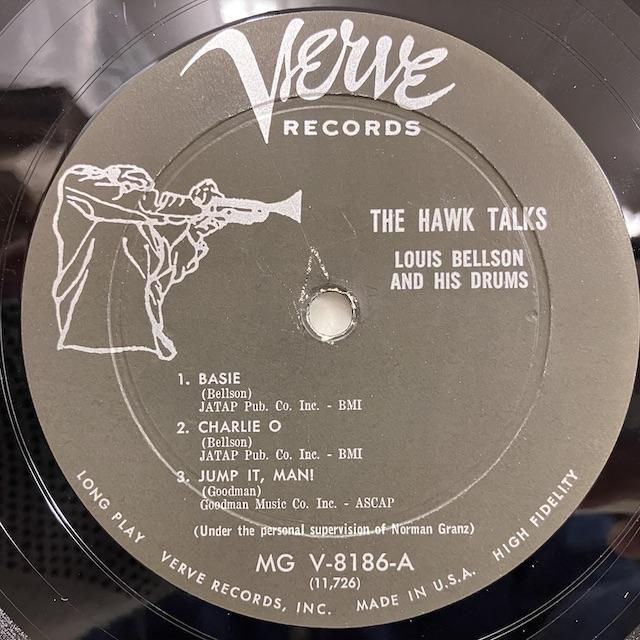 Verve
RECORDS
THE HAWK TALKS
LOUIS BELLSON
AND HIS DRUMS
1. BASIE
(Bellson)
JATAP Pub. Co. Inc. - BMI
2. CHARLIE O
(Bellson)
JATAP Pub. Co. Inc. - BMI
3. JUMP IT, MAN!
(Goodman)
Goodman Music Co. Inc. - ASCAP
(Under the personal supervision of Norman Granz)
MG V-8186-A
(11,726)
LONG PLAY VERVE RECORDS, INC. MADE IN U.S.A. HIGH FIDELITY